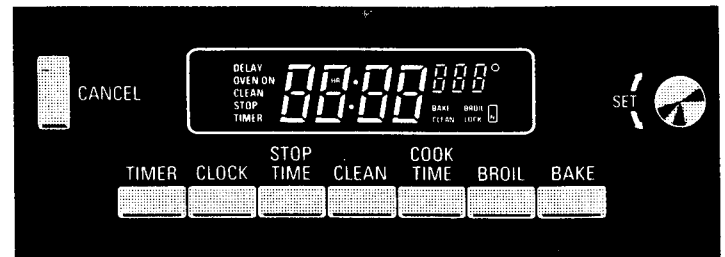 CANCEL
DELAY
OVEN ON
CLEAN
STOP
TIMER
HR
88:88
888°
BAKE BROIL
CLEAN LOCK
SET
TIMER
CLOCK
STOP TIME
CLEAN
COOK TIME
BROIL
BAKE